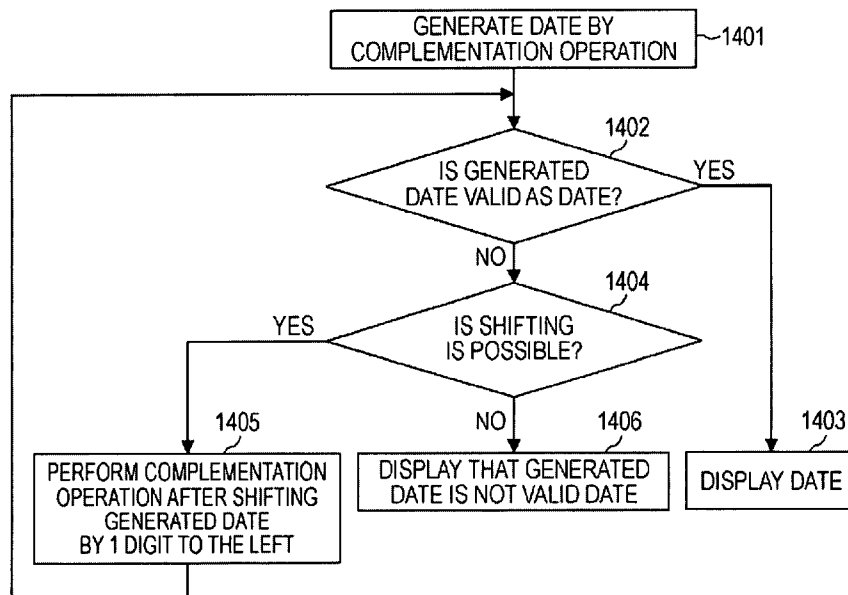 GENERATE DATE BY
COMPLEMENTATION OPERATION
1401
1402
IS GENERATED
DATE VALID AS DATE?
YES
NO
1404
YES
IS SHIFTING
IS POSSIBLE?
NO
1405
PERFORM COMPLEMENTATION
OPERATION AFTER SHIFTING
GENERATED DATE
BY 1 DIGIT TO THE LEFT
1406
DISPLAY THAT GENERATED
DATE IS NOT VALID DATE
1403
DISPLAY DATE